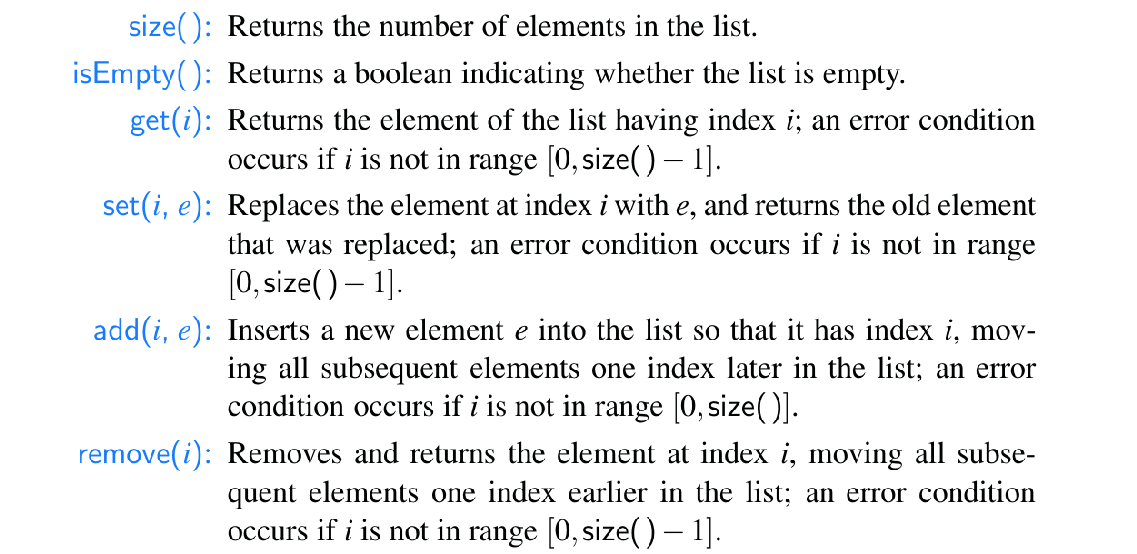 size( ): Returns the number of elements in the list.
isEmpty( ): Returns a boolean indicating whether the list is empty.
get(i): Returns the element of the list having index i; an error condition
occurs if i is not in range [0, size( ) − 1].
set(i, e): Replaces the element at index i with e, and returns the old element
that was replaced; an error condition occurs if i is not in range
[0, size( ) − 1].
add(i, e): Inserts a new element e into the list so that it has index i, mov-
ing all subsequent elements one index later in the list; an error
condition occurs if i is not in range [0, size( )].
remove(i): Removes and returns the element at index i, moving all subse-
quent elements one index earlier in the list; an error condition
occurs if i is not in range [0, size( ) − 1].